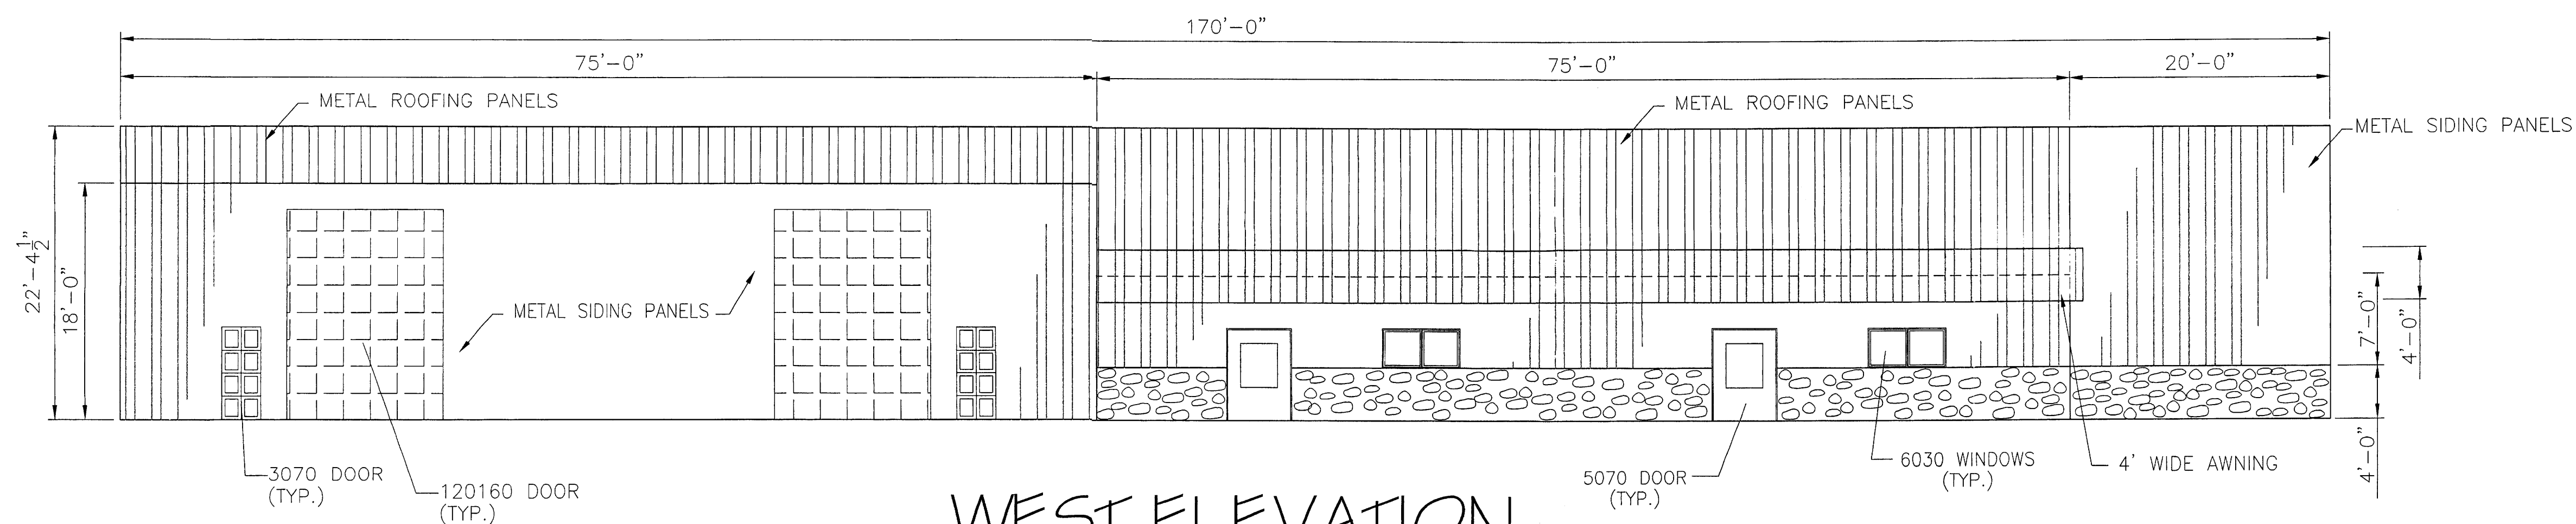 170'-0"
75'-0"
75'-0"
20'-0"
METAL ROOFING PANELS
METAL ROOFING PANELS
METAL SIDING PANELS
22'-4 1/2"
18'-0"
METAL SIDING PANELS
7'-0"
4'-0"
4'-0"
3070 DOOR
(TYP.)
120160 DOOR
(TYP.)
5070 DOOR
(TYP.)
6030 WINDOWS
(TYP.)
4' WIDE AWNING
WEST ELEVATION